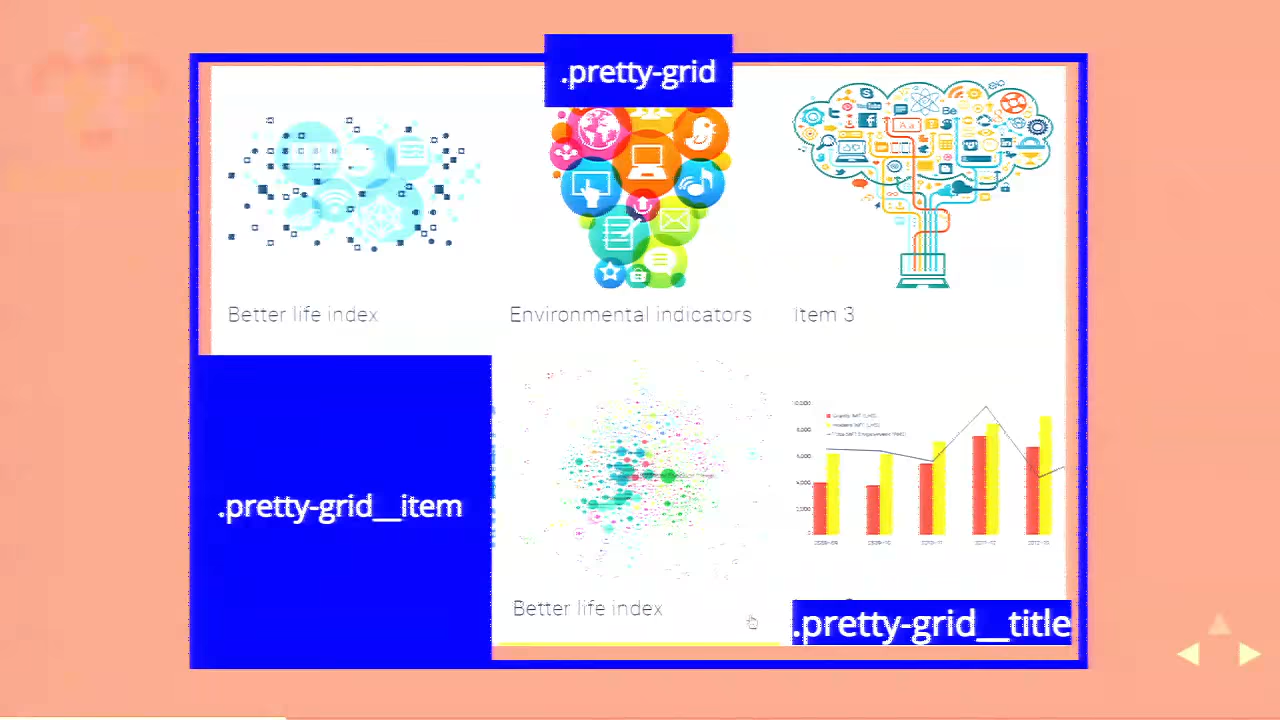 .pretty-grid
Better life index
Environmental indicators
Item 3
.pretty-grid__item
Better life index
.pretty-grid__title